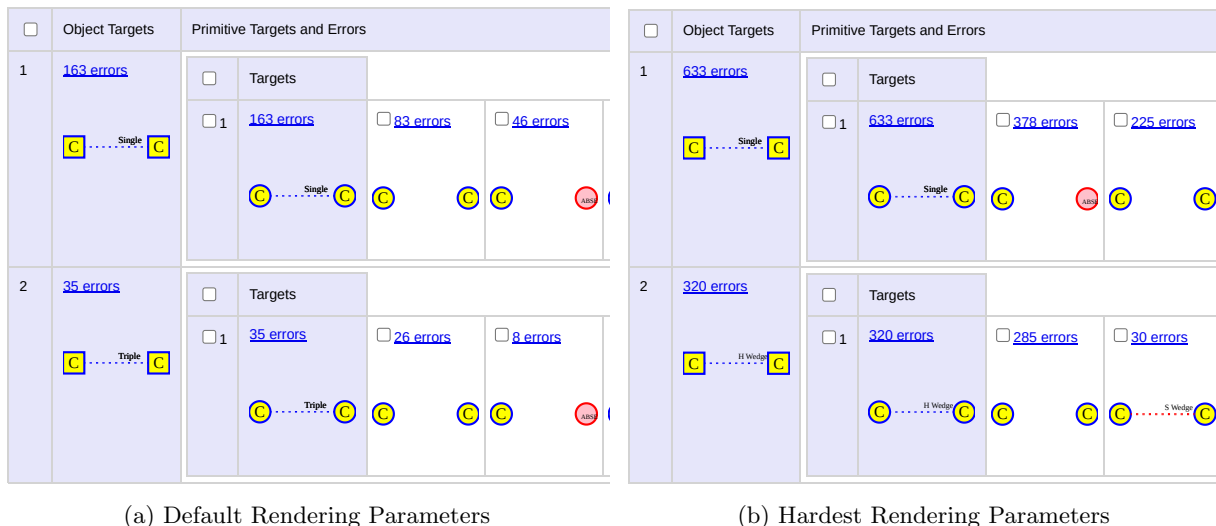 Object Targets Primitive Targets and Errors
1 163 errors Targets
1 163 errors 83 errors 46 errors
C Single C
C Single C C C C ABSE
2 35 errors Targets
1 35 errors 26 errors 8 errors
C Triple C
C Triple C C C C ABSE
(a) Default Rendering Parameters
Object Targets Primitive Targets and Errors
1 633 errors Targets
1 633 errors 378 errors 225 errors
C Single C
C Single C C ABSE C C
2 320 errors Targets
1 320 errors 285 errors 30 errors
C H Wedge C
C H Wedge C C C C S Wedge C
(b) Hardest Rendering Parameters